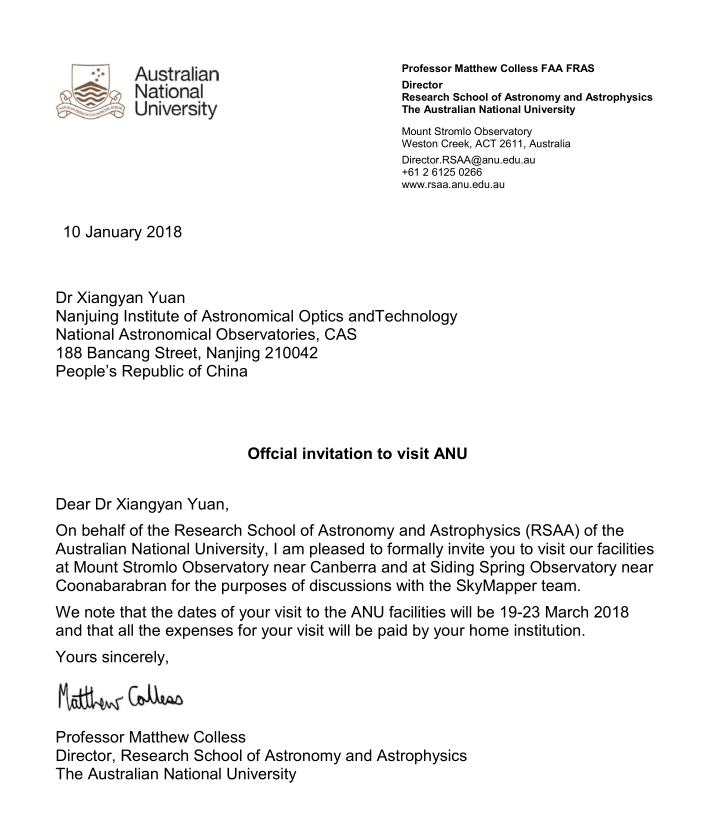 Australian
National
University
Professor Matthew Colless FAA FRAS
Director
Research School of Astronomy and Astrophysics
The Australian National University
Mount Stromlo Observatory
Weston Creek, ACT 2611, Australia
Director.RSAA@anu.edu.au
+61 2 6125 0266
www.rsaa.anu.edu.au
10 January 2018
Dr Xiangyan Yuan
Nanjuing Institute of Astronomical Optics andTechnology
National Astronomical Observatories, CAS
188 Bancang Street, Nanjing 210042
People’s Republic of China
Offcial invitation to visit ANU
Dear Dr Xiangyan Yuan,
On behalf of the Research School of Astronomy and Astrophysics (RSAA) of the
Australian National University, I am pleased to formally invite you to visit our facilities
at Mount Stromlo Observatory near Canberra and at Siding Spring Observatory near
Coonabarabran for the purposes of discussions with the SkyMapper team.
We note that the dates of your visit to the ANU facilities will be 19-23 March 2018
and that all the expenses for your visit will be paid by your home institution.
Yours sincerely,
Matthew Colless
Professor Matthew Colless
Director, Research School of Astronomy and Astrophysics
The Australian National University